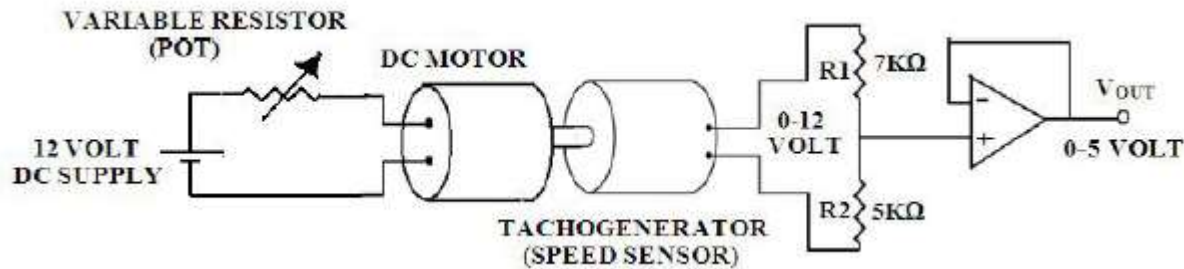 VARIABLE RESISTOR
(POT)
DC MOTOR
12 VOLT
DC SUPPLY
TACHOGENERATOR
(SPEED SENSOR)
0-12
VOLT
R1
7KΩ
R2
5KΩ
-
+
VOUT
0-5 VOLT